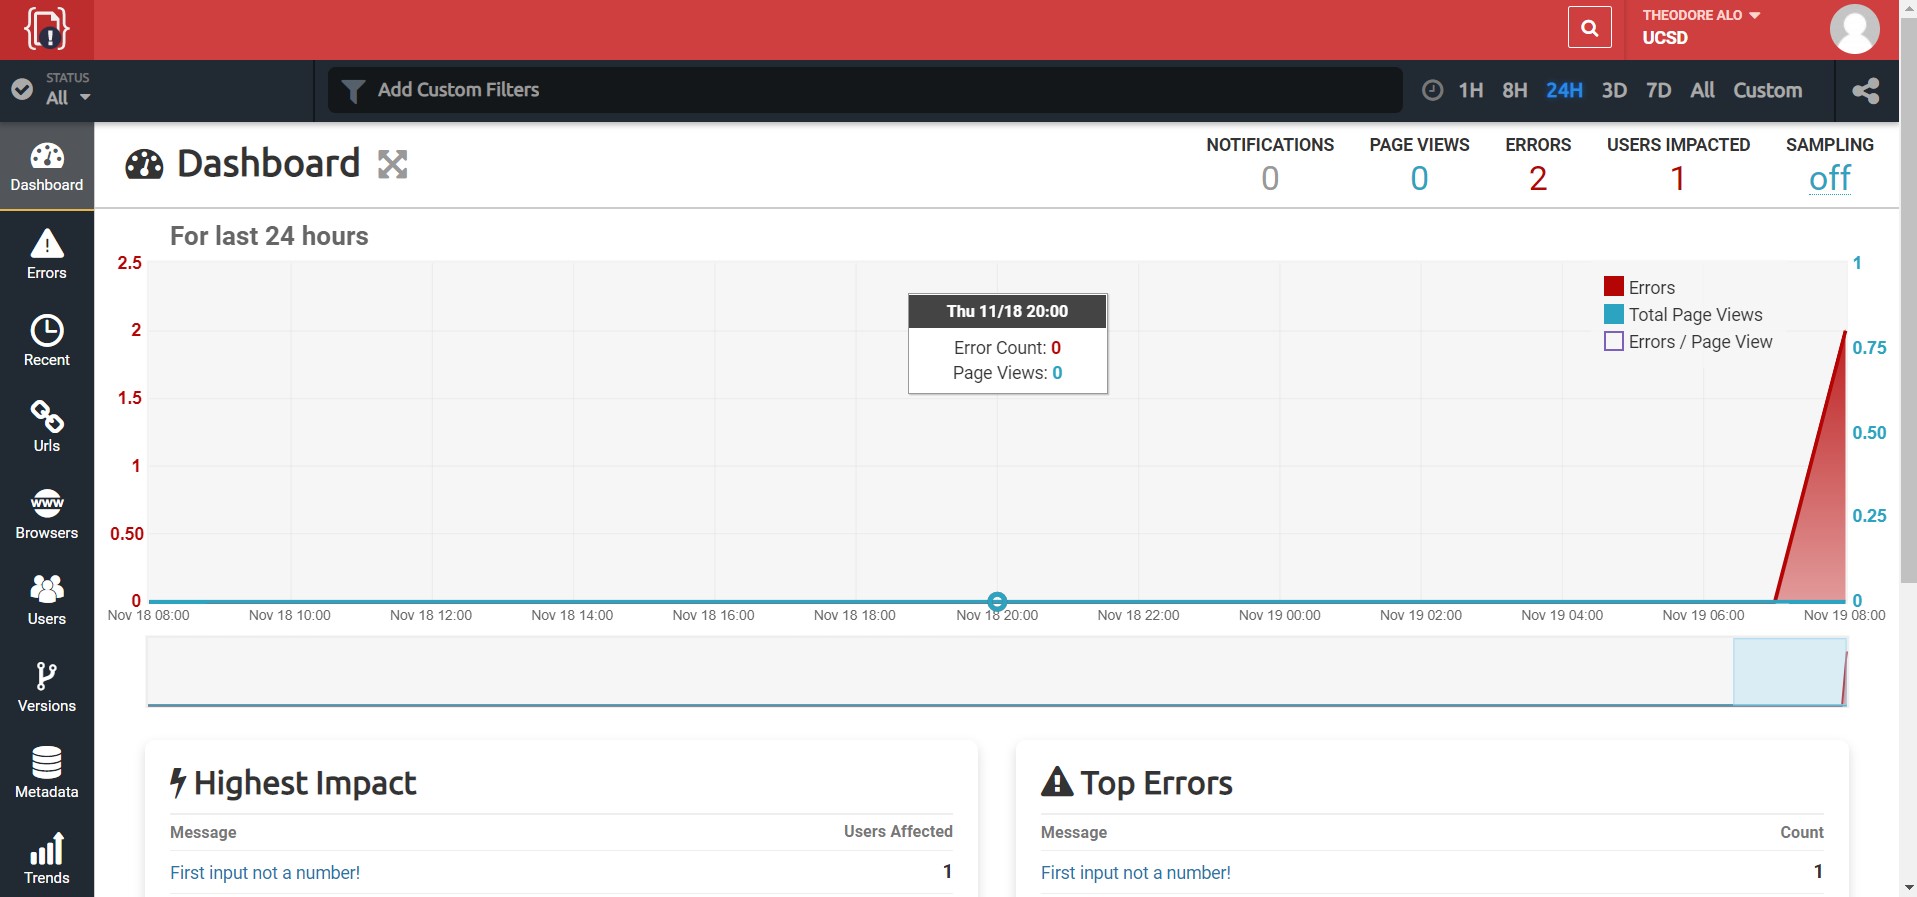 THEODORE ALO
UCSD
STATUS
All
Add Custom Filters
1H 8H 24H 3D 7D All Custom
Dashboard
Errors
Recent
Urls
www
Browsers
Users
Versions
Metadata
Trends
Dashboard
NOTIFICATIONS PAGE VIEWS ERRORS USERS IMPACTED SAMPLING
0 0 2 1 off
For last 24 hours
2.5
2
1.5
1
0.50
0
1
0.75
0.50
0.25
0
Errors
Total Page Views
Errors / Page View
Thu 11/18 20:00
Error Count: 0
Page Views: 0
Nov 18 08:00 Nov 18 10:00 Nov 18 12:00 Nov 18 14:00 Nov 18 16:00 Nov 18 18:00 Nov 18 20:00 Nov 18 22:00 Nov 19 00:00 Nov 19 02:00 Nov 19 04:00 Nov 19 06:00 Nov 19 08:00
Highest Impact
Message Users Affected
First input not a number! 1
Top Errors
Message Count
First input not a number! 1